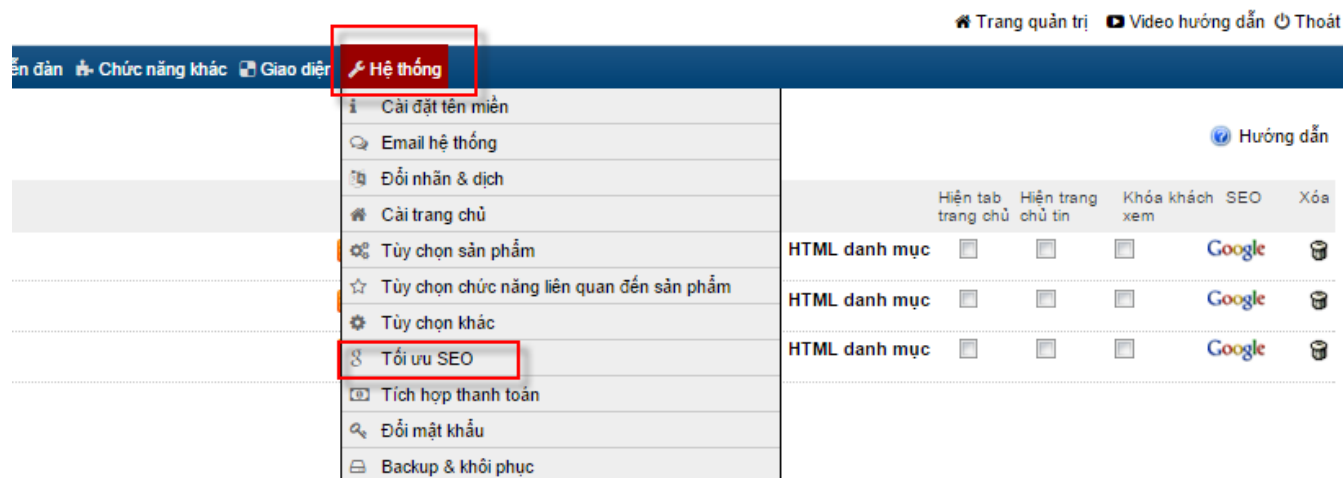 Trang quản trị Video hướng dẫn Thoát
ễn đàn Chức năng khác Giao diện Hệ thống
Cài đặt tên miền
Email hệ thống
Đổi nhãn & dịch
Cài trang chủ
Tùy chọn sản phẩm
Tùy chọn chức năng liên quan đến sản phẩm
Tùy chọn khác
Tối ưu SEO
Tích hợp thanh toán
Đổi mật khẩu
Backup & khôi phục
Hướng dẫn
Hiện tab trang chủ
Hiện trang chủ tin
Khóa khách xem
SEO
Xóa
HTML danh mục Google
HTML danh mục Google
HTML danh mục Google